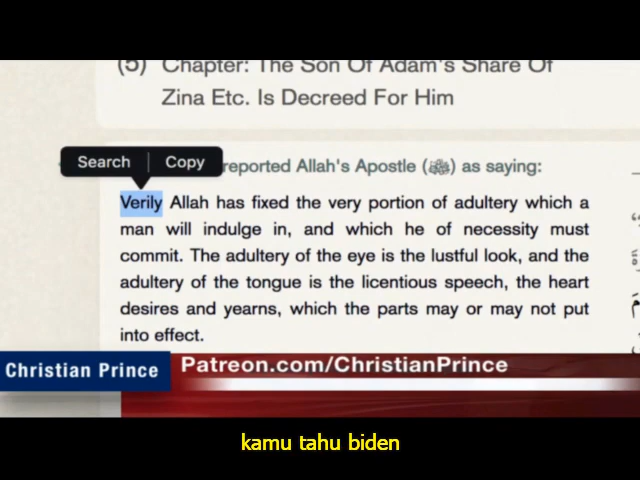 (5) Chapter: The Son Of Adam's Share Of
Zina Etc. Is Decreed For Him
Search Copy
reported Allah's Apostle (ﷺ) as saying:
Verily Allah has fixed the very portion of adultery which a
man will indulge in, and which he of necessity must
commit. The adultery of the eye is the lustful look, and the
adultery of the tongue is the licentious speech, the heart
desires and yearns, which the parts may or may not put
into effect.
Christian Prince
Patreon.com/ChristianPrince
kamu tahu biden